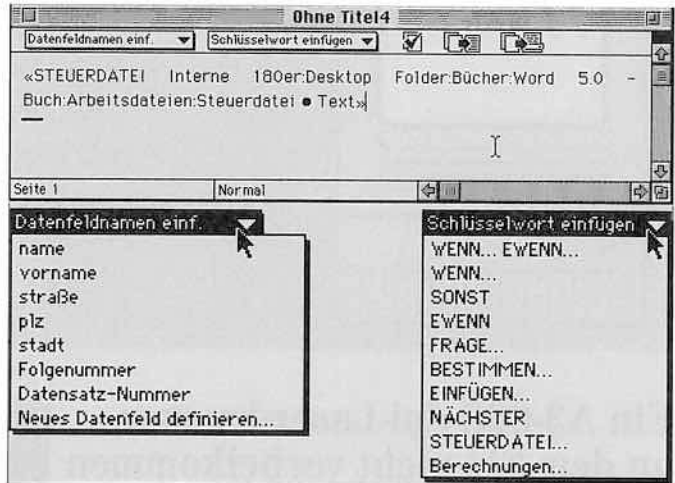 Ohne Titel4
Datenfeldnamen einf. Schlüsselwort einfügen
«STEUERDATEI Interne 180er:Desktop Folder:Bücher:Word 5.0 -
Buch:Arbeitsdateien:Steuerdatei ● Text»
Seite 1 Normal
Datenfeldnamen einf.
name
vorname
straße
plz
stadt
Folgenummer
Datensatz-Nummer
Neues Datenfeld definieren...
Schlüsselwort einfügen
WENN... EWENN...
WENN...
SONST
EWENN
FRAGE...
BESTIMMEN...
EINFÜGEN...
NÄCHSTER
STEUERDATEI...
Berechnungen...